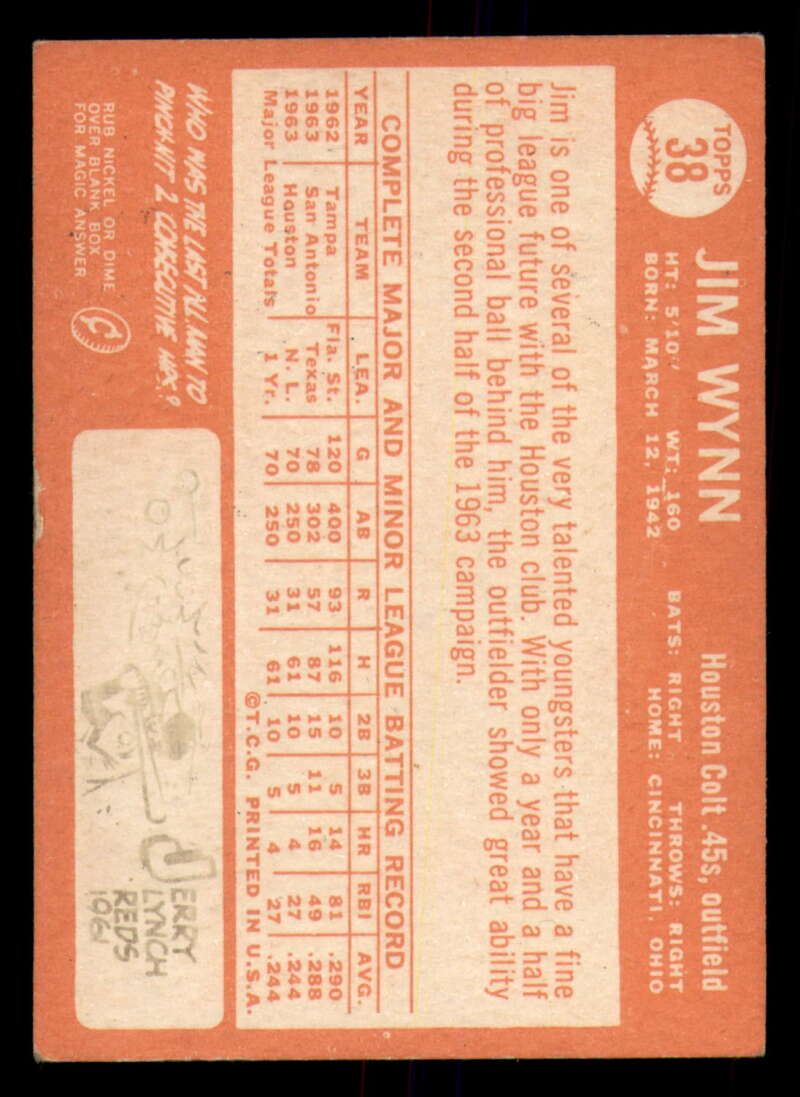 TOPPS
38
JIM WYNN
Houston Colt .45s, outfield
HT: 5'10" WT: 160 BATS: RIGHT THROWS: RIGHT
BORN: MARCH 12, 1942 HOME: CINCINNATI, OHIO
Jim is one of several of the very talented youngsters that have a fine
big league future with the Houston club. With only a year and a half
of professional ball behind him, the outfielder showed great ability
during the second half of the 1963 campaign.
COMPLETE MAJOR AND MINOR LEAGUE BATTING RECORD
YEAR TEAM LEA. G AB R H 2B 3B HR RBI AVG.
1962 Tampa Fla. St. 120 400 93 116 10 5 14 81 .290
1963 San Antonio Texas 78 302 57 87 15 11 16 49 .288
1963 Houston N. L. 70 250 31 61 10 5 4 27 .244
Major League Totals 1 Yr. 70 250 31 61 10 5 4 27 .244
©T.C.G. PRINTED IN U.S.A.
WHO WAS THE LAST N.L. MAN TO
PINCH-HIT 2 CONSECUTIVE HRS.?
RUB NICKEL OR DIME
OVER BLANK BOX
FOR MAGIC ANSWER
JERRY
LYNCH
REDS
1961